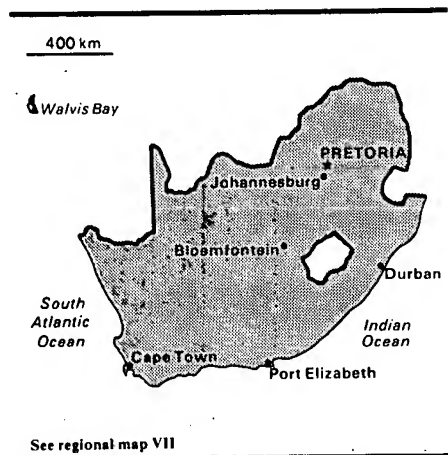 400 km
Walvis Bay
PRETORIA
Johannesburg
Bloemfontein
Durban
South
Atlantic
Ocean
Indian
Ocean
Cape Town
Port Elizabeth
See regional map VII